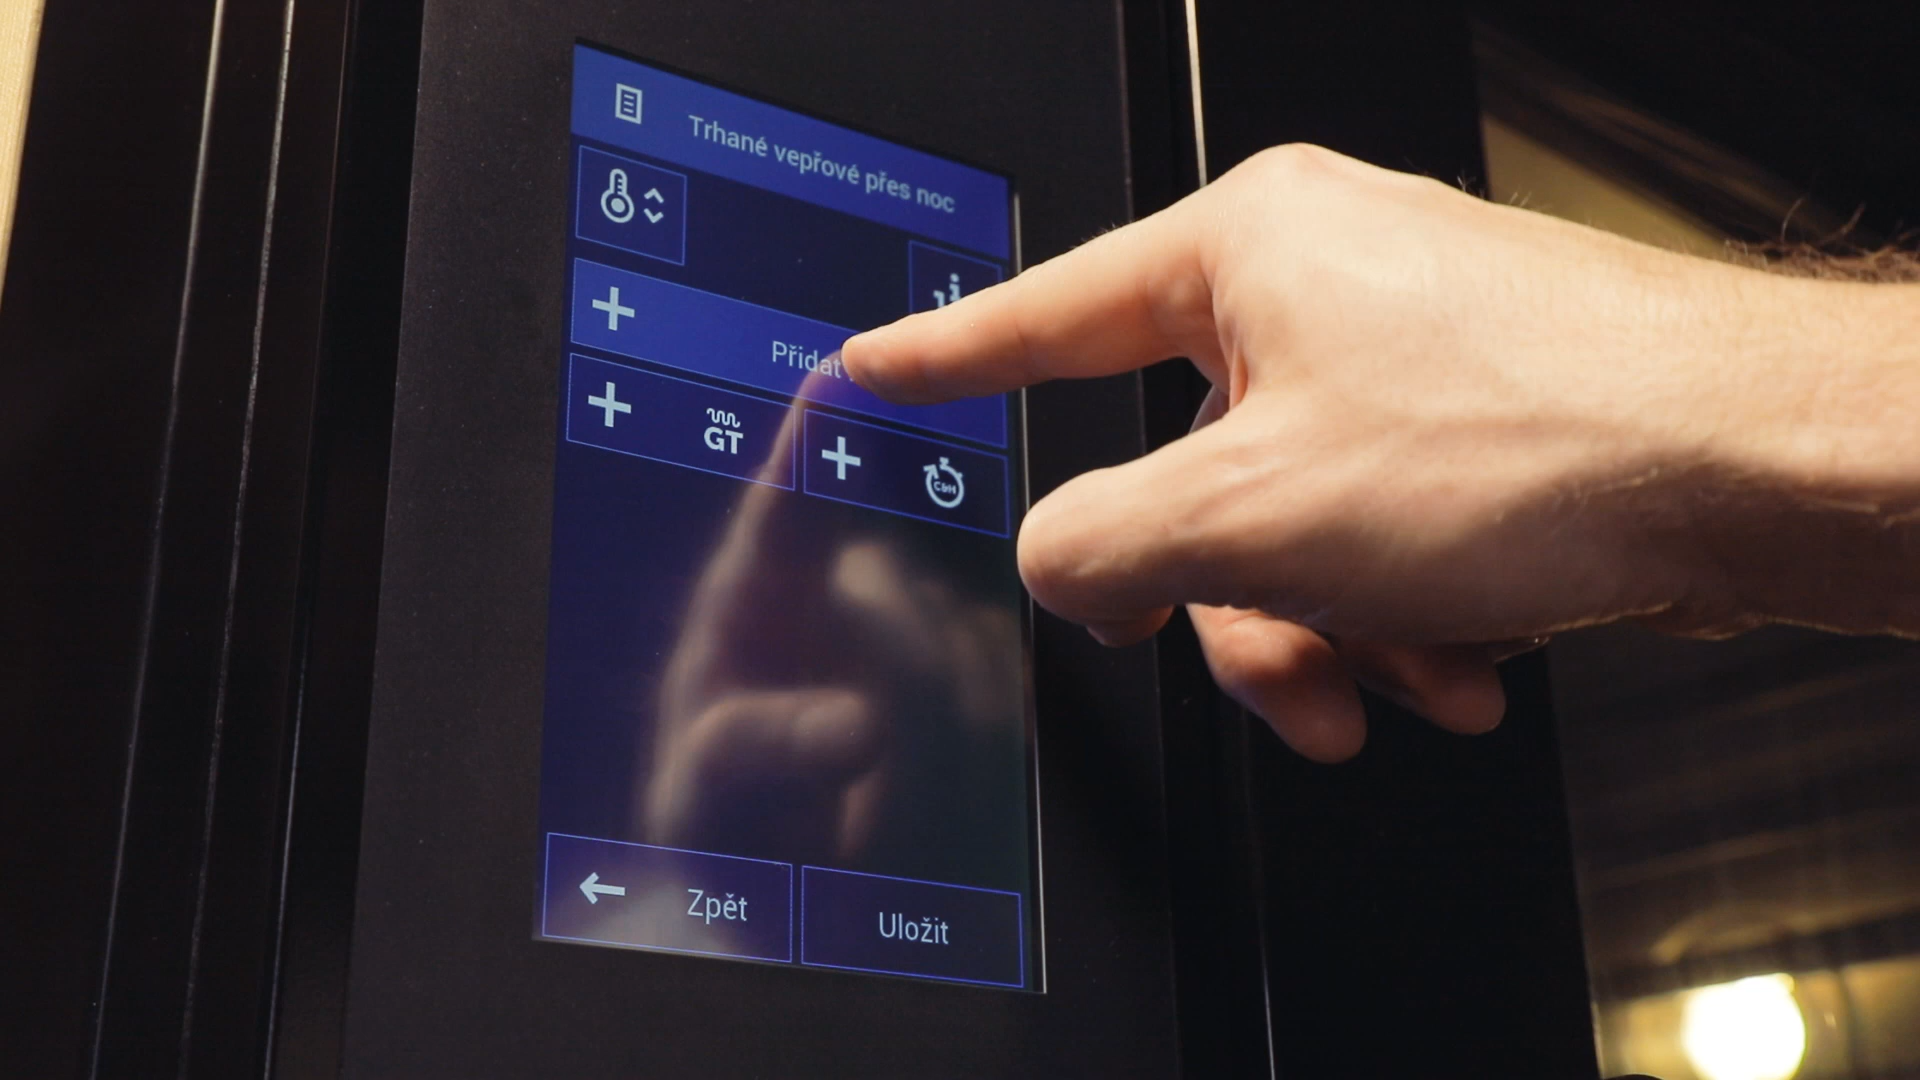 Trhané vepřové přes noc
Přidat
GT
C&H
Zpět
Uložit